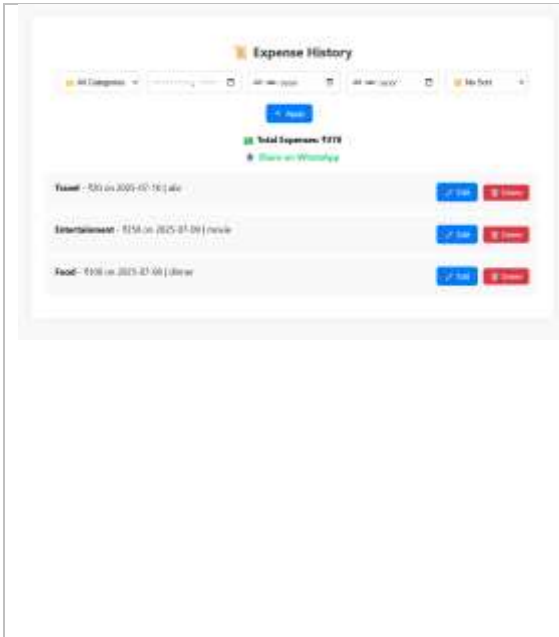 Expense History
All Categories
No Sort
Apply
Total Expenses: ₹370
Share on WhatsApp
Travel - ₹20 on 2025-07-10 | abc
Edit
Delete
Entertainment - ₹250 on 2025-07-09 | movie
Edit
Delete
Food - ₹100 on 2025-07-09 | dinner
Edit
Delete